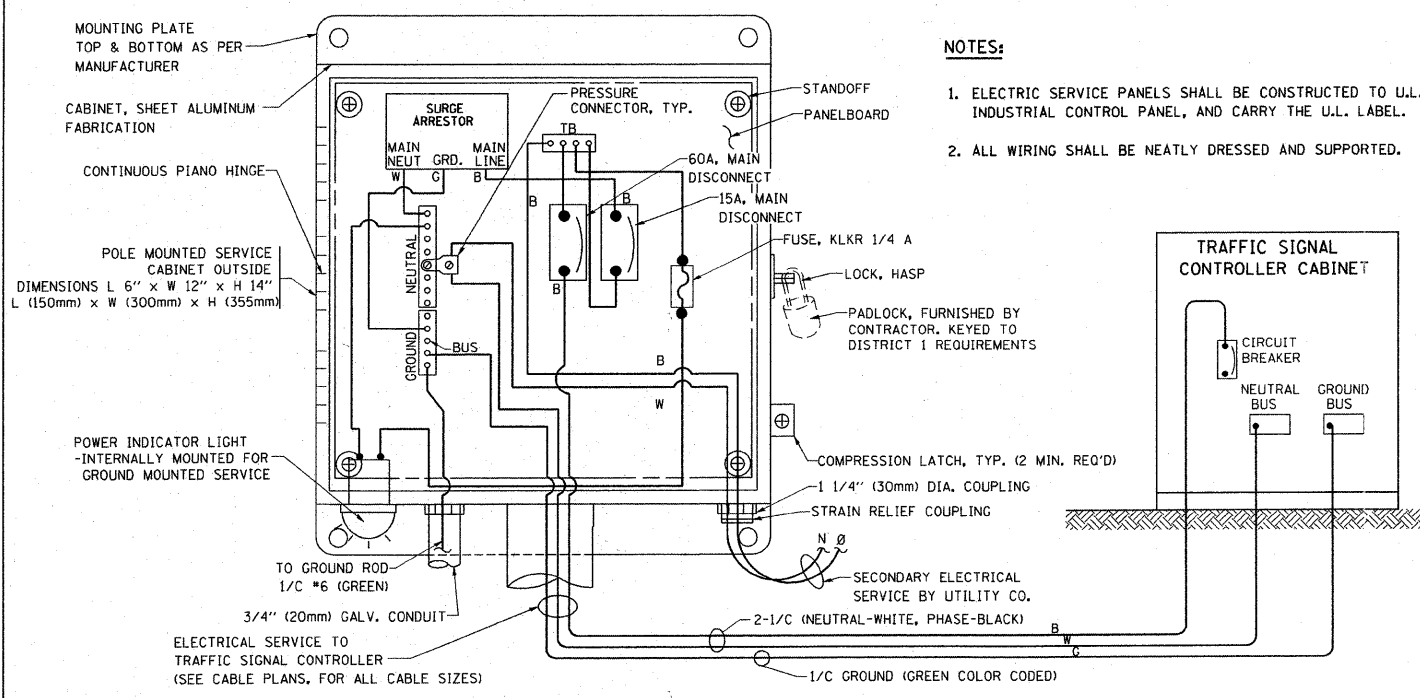 MOUNTING PLATE
TOP & BOTTOM AS PER
MANUFACTURER
CABINET, SHEET ALUMINUM
FABRICATION
CONTINUOUS PIANO HINGE
POLE MOUNTED SERVICE
CABINET OUTSIDE
DIMENSIONS L 6" x W 12" x H 14"
L (150mm) x W (300mm) x H (355mm)
POWER INDICATOR LIGHT
-INTERNALLY MOUNTED FOR
GROUND MOUNTED SERVICE
SURGE
ARRESTOR
MAIN
NEUT
GRD.
MAIN
LINE
W
G
B
PRESSURE
CONNECTOR, TYP.
TB
B
B
B
NEUTRAL
GROUND
BUS
STANDOFF
PANELBOARD
60A, MAIN
DISCONNECT
15A, MAIN
DISCONNECT
FUSE, KLKR 1/4 A
LOCK, HASP
PADLOCK, FURNISHED BY
CONTRACTOR. KEYED TO
DISTRICT 1 REQUIREMENTS
B
W
COMPRESSION LATCH, TYP. (2 MIN. REQ'D)
1 1/4" (30mm) DIA. COUPLING
STRAIN RELIEF COUPLING
N Ø
SECONDARY ELECTRICAL
SERVICE BY UTILITY CO.
TO GROUND ROD
1/C #6 (GREEN)
3/4" (20mm) GALV. CONDUIT
ELECTRICAL SERVICE TO
TRAFFIC SIGNAL CONTROLLER
(SEE CABLE PLANS, FOR ALL CABLE SIZES)
2-1/C (NEUTRAL-WHITE, PHASE-BLACK)
B
W
G
1/C GROUND (GREEN COLOR CODED)
NOTES:
1. ELECTRIC SERVICE PANELS SHALL BE CONSTRUCTED TO U.L.
INDUSTRIAL CONTROL PANEL, AND CARRY THE U.L. LABEL.
2. ALL WIRING SHALL BE NEATLY DRESSED AND SUPPORTED.
TRAFFIC SIGNAL
CONTROLLER CABINET
CIRCUIT
BREAKER
NEUTRAL
BUS
GROUND
BUS